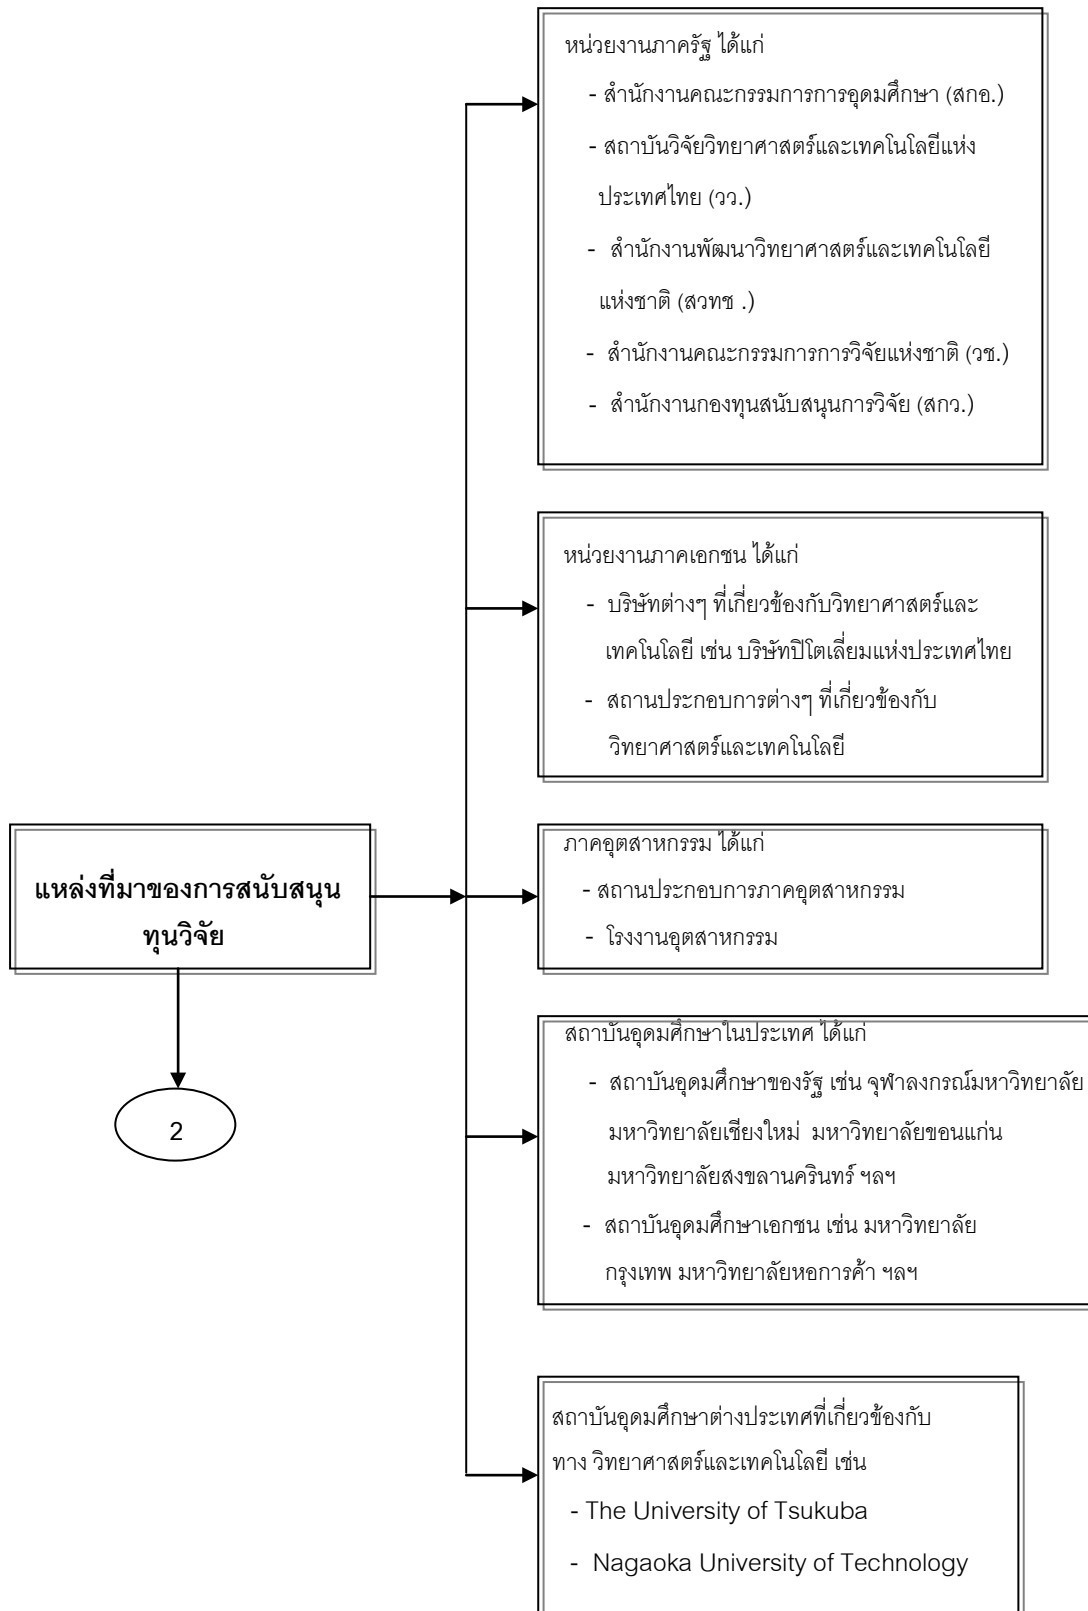 หน่วยงานภาครัฐ ได้แก่
- สำนักงานคณะกรรมการการอุดมศึกษา (สกอ.)
- สถาบันวิจัยวิทยาศาสตร์และเทคโนโลยีแห่ง
ประเทศไทย (วว.)
- สำนักงานพัฒนาวิทยาศาสตร์และเทคโนโลยี
แห่งชาติ (สวทช .)
- สำนักงานคณะกรรมการการวิจัยแห่งชาติ (วช.)
- สำนักงานกองทุนสนับสนุนการวิจัย (สกว.)
หน่วยงานภาคเอกชน ได้แก่
- บริษัทต่างๆ ที่เกี่ยวข้องกับวิทยาศาสตร์และ
เทคโนโลยี เช่น บริษัทปิโตเลี่ยมแห่งประเทศไทย
- สถานประกอบการต่างๆ ที่เกี่ยวข้องกับ
วิทยาศาสตร์และเทคโนโลยี
แหล่งที่มาของการสนับสนุน
ทุนวิจัย
2
ภาคอุตสาหกรรม ได้แก่
- สถานประกอบการภาคอุตสาหกรรม
- โรงงานอุตสาหกรรม
สถาบันอุดมศึกษาในประเทศ ได้แก่
- สถาบันอุดมศึกษาของรัฐ เช่น จุฬาลงกรณ์มหาวิทยาลัย
มหาวิทยาลัยเชียงใหม่ มหาวิทยาลัยขอนแก่น
มหาวิทยาลัยสงขลานครินทร์ ฯลฯ
- สถาบันอุดมศึกษาเอกชน เช่น มหาวิทยาลัย
กรุงเทพ มหาวิทยาลัยหอการค้า ฯลฯ
สถาบันอุดมศึกษาต่างประเทศที่เกี่ยวข้องกับ
ทาง วิทยาศาสตร์และเทคโนโลยี เช่น
- The University of Tsukuba
- Nagaoka University of Technology